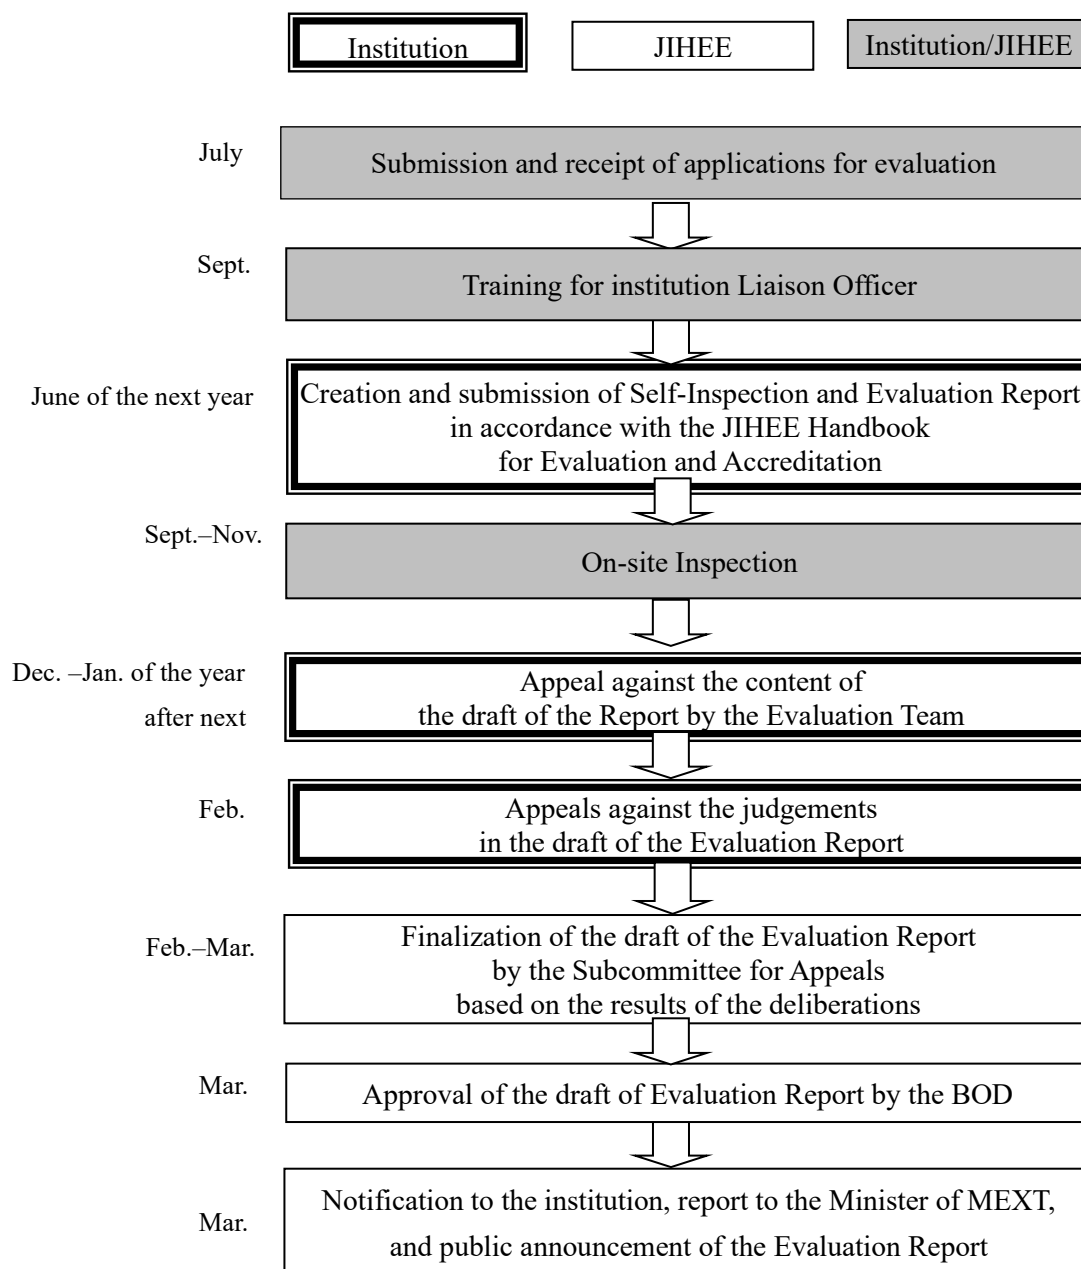 Institution
JIHEE
Institution/JIHEE
July
Submission and receipt of applications for evaluation
Sept.
Training for institution Liaison Officer
June of the next year
Creation and submission of Self-Inspection and Evaluation Report
in accordance with the JIHEE Handbook
for Evaluation and Accreditation
Sept.–Nov.
On-site Inspection
Dec. –Jan. of the year
after next
Appeal against the content of
the draft of the Report by the Evaluation Team
Feb.
Appeals against the judgements
in the draft of the Evaluation Report
Feb.–Mar.
Finalization of the draft of the Evaluation Report
by the Subcommittee for Appeals
based on the results of the deliberations
Mar.
Approval of the draft of Evaluation Report by the BOD
Mar.
Notification to the institution, report to the Minister of MEXT,
and public announcement of the Evaluation Report